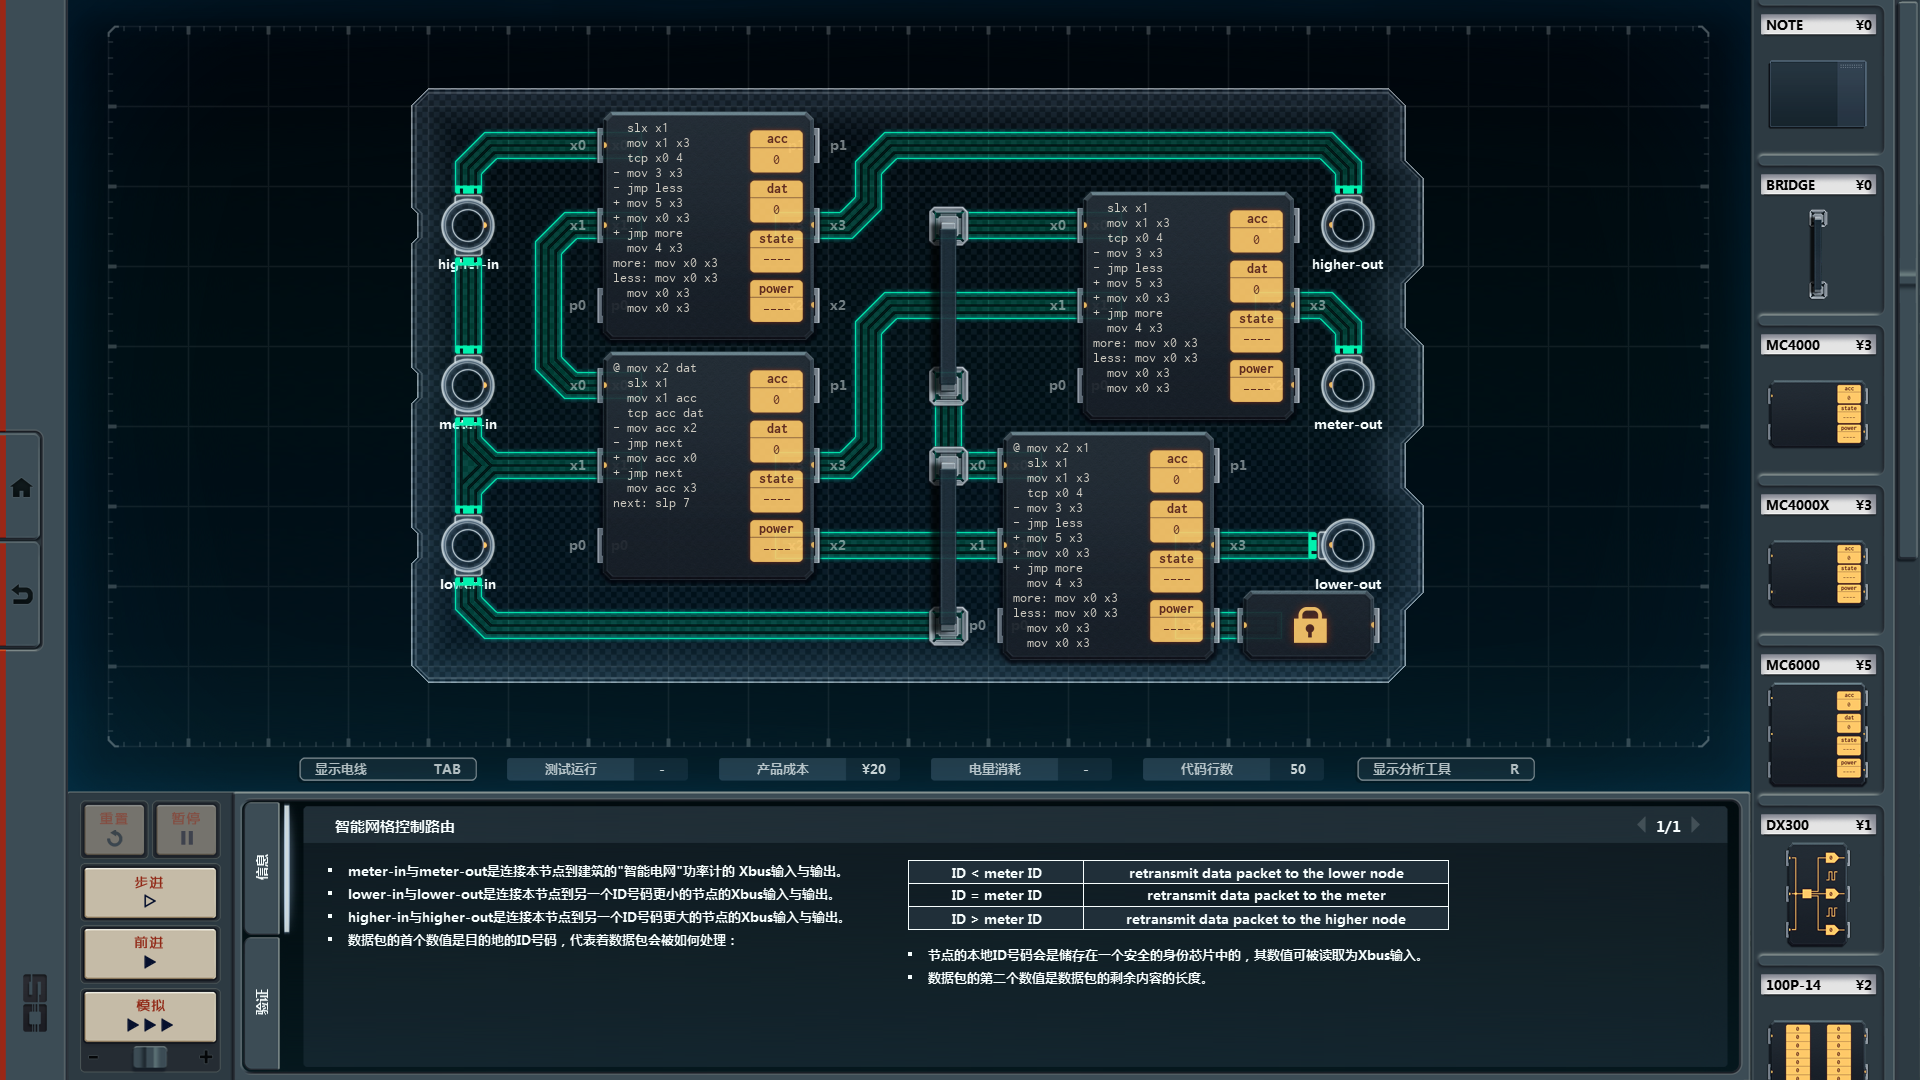 NOTE ¥0
BRIDGE ¥0
MC4000 ¥3
MC4000X ¥3
MC6000 ¥5
DX300 ¥1
100P-14 ¥2
higher-in
meter-in
lower-in
higher-out
meter-out
lower-out
x0
x1
p0
p1
x3
x2
slx x1
mov x1 x3
tcp x0 4
- mov 3 x3
- jmp less
+ mov 5 x3
+ mov x0 x3
+ jmp more
mov 4 x3
more: mov x0 x3
less: mov x0 x3
mov x0 x3
mov x0 x3
acc
0
dat
0
state
----
power
----
x0
x1
p0
p1
x3
x2
@ mov x2 dat
slx x1
mov x1 acc
tcp acc dat
- mov acc x2
- jmp next
+ mov acc x0
+ jmp next
mov acc x3
next: slp 7
acc
0
dat
0
state
----
power
----
x0
x1
p0
x3
slx x1
mov x1 x3
tcp x0 4
- mov 3 x3
- jmp less
+ mov 5 x3
+ mov x0 x3
+ jmp more
mov 4 x3
more: mov x0 x3
less: mov x0 x3
mov x0 x3
mov x0 x3
acc
0
dat
0
state
----
power
----
x0
x1
p0
p1
x3
@ mov x2 x1
slx x1
mov x1 x3
tcp x0 4
- mov 3 x3
- jmp less
+ mov 5 x3
+ mov x0 x3
+ jmp more
mov 4 x3
more: mov x0 x3
less: mov x0 x3
mov x0 x3
mov x0 x3
acc
0
dat
0
state
----
power
----
显示电线 TAB
测试运行 -
产品成本 ¥20
电量消耗 -
代码行数 50
显示分析工具 R
重置
暂停
步进
前进
模拟
- +
信息
验证
智能网格控制路由
1/1
▪ meter-in与meter-out是连接本节点到建筑的"智能电网"功率计的 Xbus输入与输出。
▪ lower-in与lower-out是连接本节点到另一个ID号码更小的节点的Xbus输入与输出。
▪ higher-in与higher-out是连接本节点到另一个ID号码更大的节点的Xbus输入与输出。
▪ 数据包的首个数值是目的地的ID号码，代表着数据包会被如何处理：
ID < meter ID retransmit data packet to the lower node
ID = meter ID retransmit data packet to the meter
ID > meter ID retransmit data packet to the higher node
▪ 节点的本地ID号码会是储存在一个安全的身份芯片中的，其数值可被读取为Xbus输入。
▪ 数据包的第二个数值是数据包的剩余内容的长度。